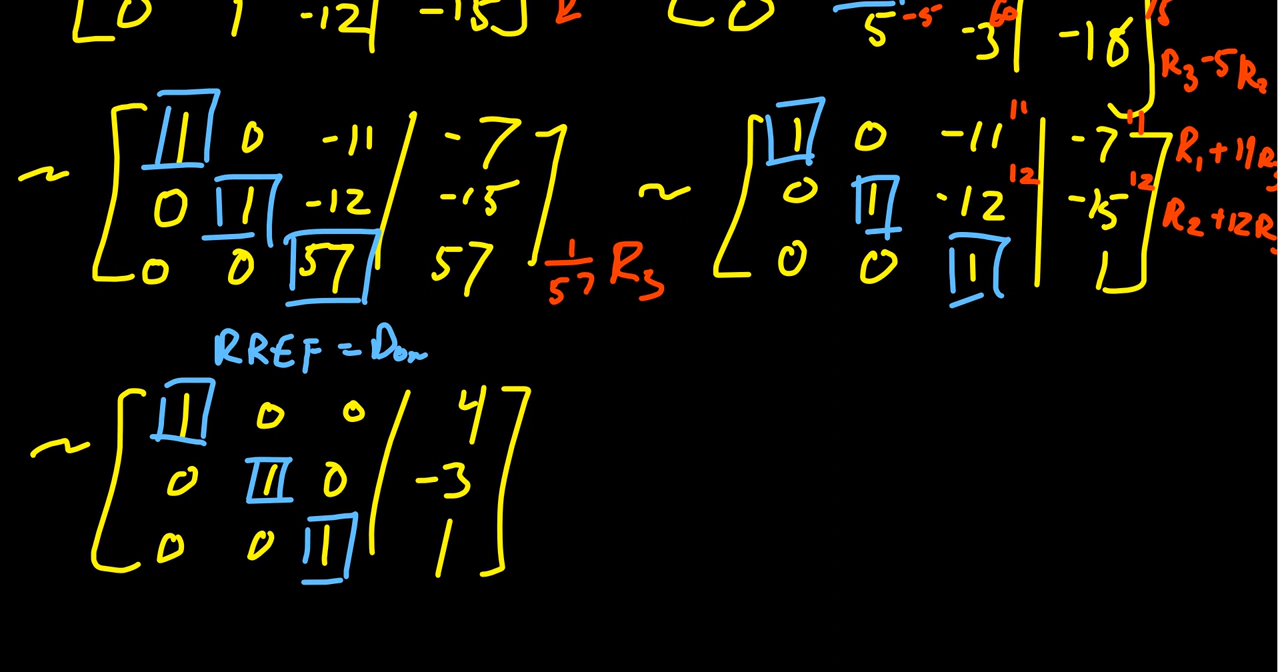 0 1 -12 | -15
0 5 -5 -3 60 | -18 75 R3 - 5R2
~ [ 1 0 -11 | -7
0 1 -12 | -15
0 0 57 | 57 ] 1/57 R3
~ [ 1 0 -11 11 | -7 11 ] R1 + 11R3
0 1 -12 12 | -15 12 R2 + 12R3
0 0 1 | 1 ]
RREF = Don
~ [ 1 0 0 | 4
0 1 0 | -3
0 0 1 | 1 ]